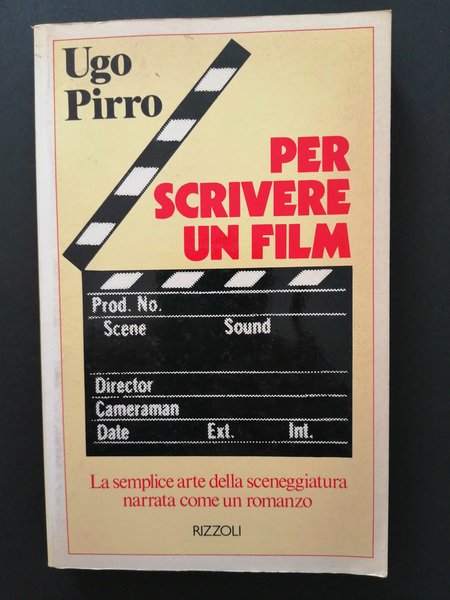 Ugo
Pirro
PER
SCRIVERE
UN FILM
Prod. No.
Scene Sound
Director
Cameraman
Date Ext. Int.
La semplice arte della sceneggiatura
narrata come un romanzo
RIZZOLI